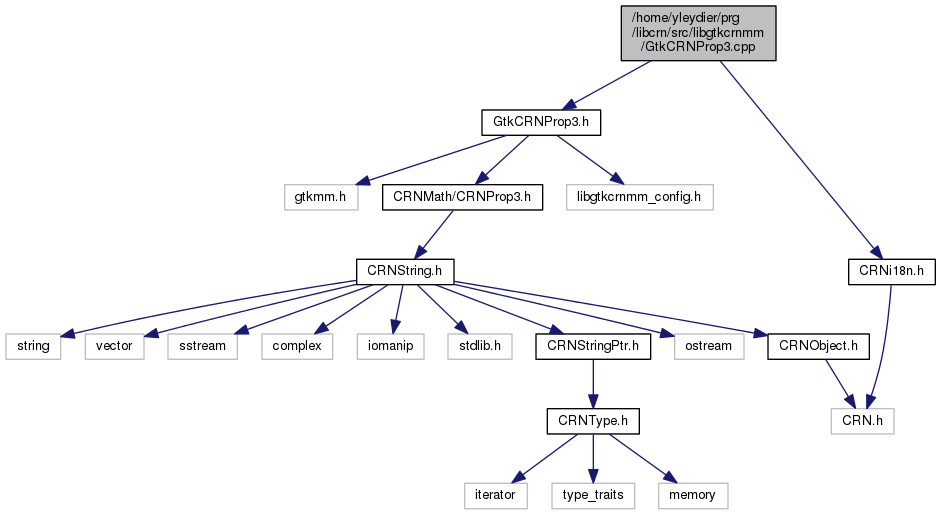 /home/yleydier/prg
/libcrn/src/libgtkcrnmm
/GtkCRNProp3.cpp
GtkCRNProp3.h
gtkmm.h
CRNMath/CRNProp3.h
libgtkcrnmm_config.h
CRNString.h
CRNi18n.h
string
vector
sstream
complex
iomanip
stdlib.h
CRNStringPtr.h
ostream
CRNObject.h
CRNType.h
CRN.h
iterator
type_traits
memory